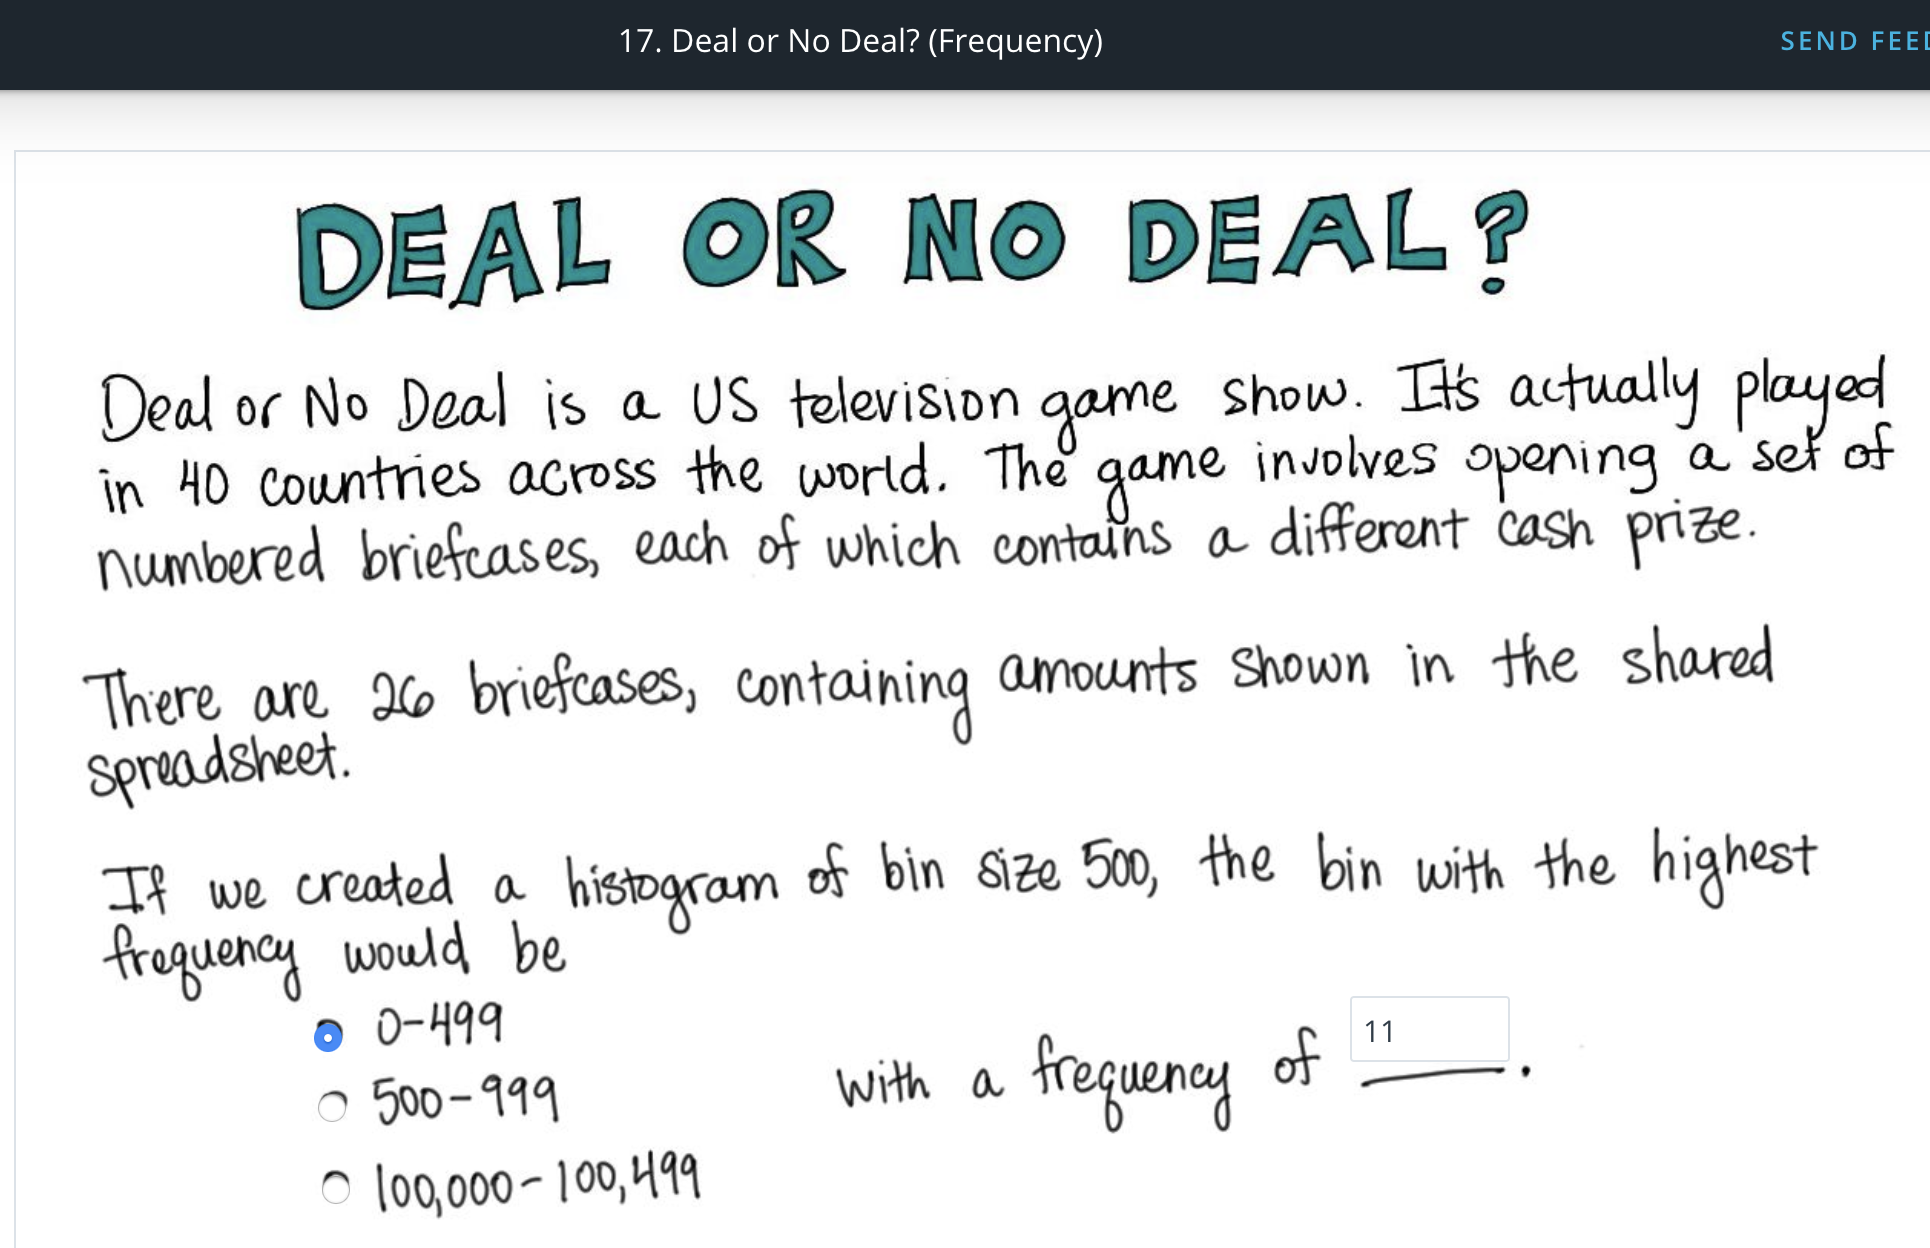 17. Deal or No Deal? (Frequency)
SEND FEED
DEAL OR NO DEAL?
Deal or No Deal is a US television game show. It's actually played
in 40 countries across the world. The game involves opening a set of
numbered briefcases, each of which contains a different cash prize.
There are 26 briefcases, containing amounts shown in the shared
spreadsheet.
If we created a histogram of bin size 500, the bin with the highest
frequency would be
0-499
500-999
100,000-100,499
with a frequency of 11.